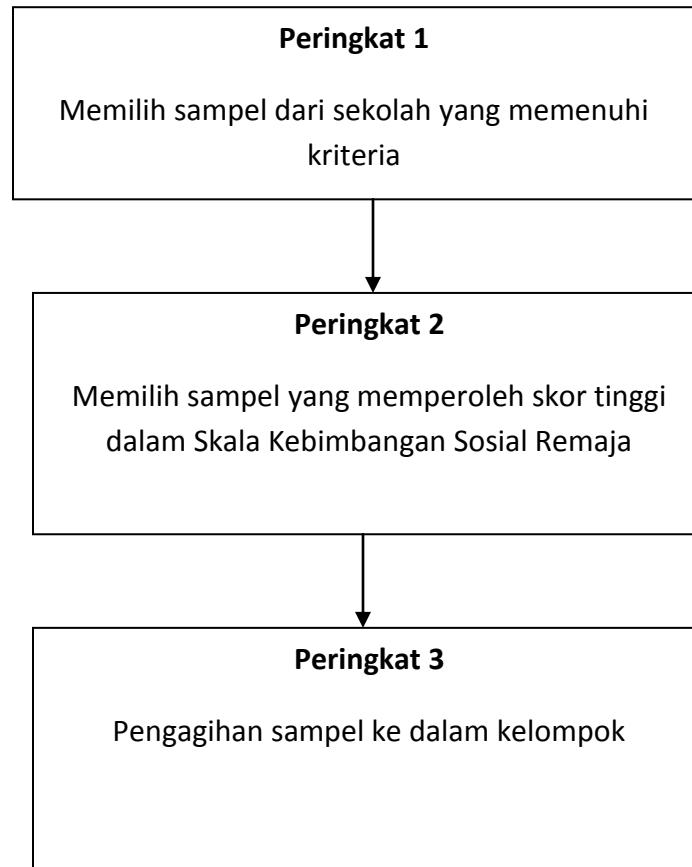 Peringkat 1
Memilih sampel dari sekolah yang memenuhi
kriteria
Peringkat 2
Memilih sampel yang memperoleh skor tinggi
dalam Skala Kebimbangan Sosial Remaja
Peringkat 3
Pengagihan sampel ke dalam kelompok